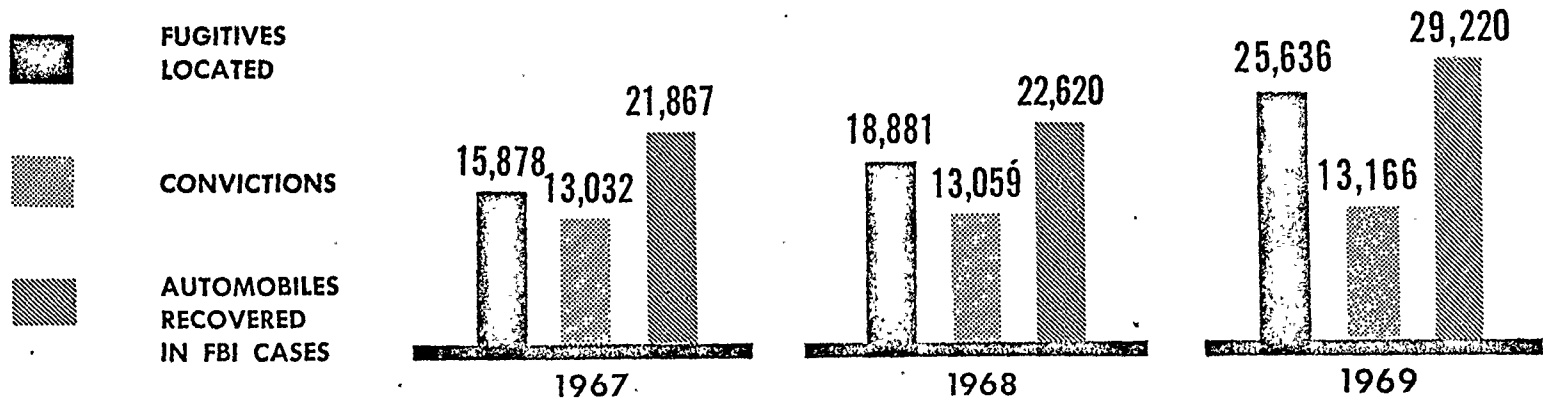 FUGITIVES
LOCATED
CONVICTIONS
AUTOMOBILES
RECOVERED
IN FBI CASES
15,878
13,032
21,867
1967
18,881
13,059
22,620
1968
25,636
13,166
29,220
1969